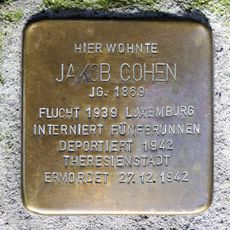 HIER WOHNTE
JAKOB COHEN
JG. 1869
FLUCHT 1939 LUXEMBURG
INTERNIERT FÜNFBRUNNEN
DEPORTIERT 1942
THERESIENSTADT
ERMORDET 27.12.1942